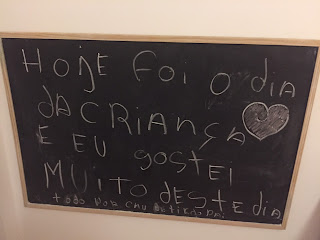 HOJE FOI O DIA
DA CRIANÇA
E EU GOSTEI
MUITO DESTE DIA